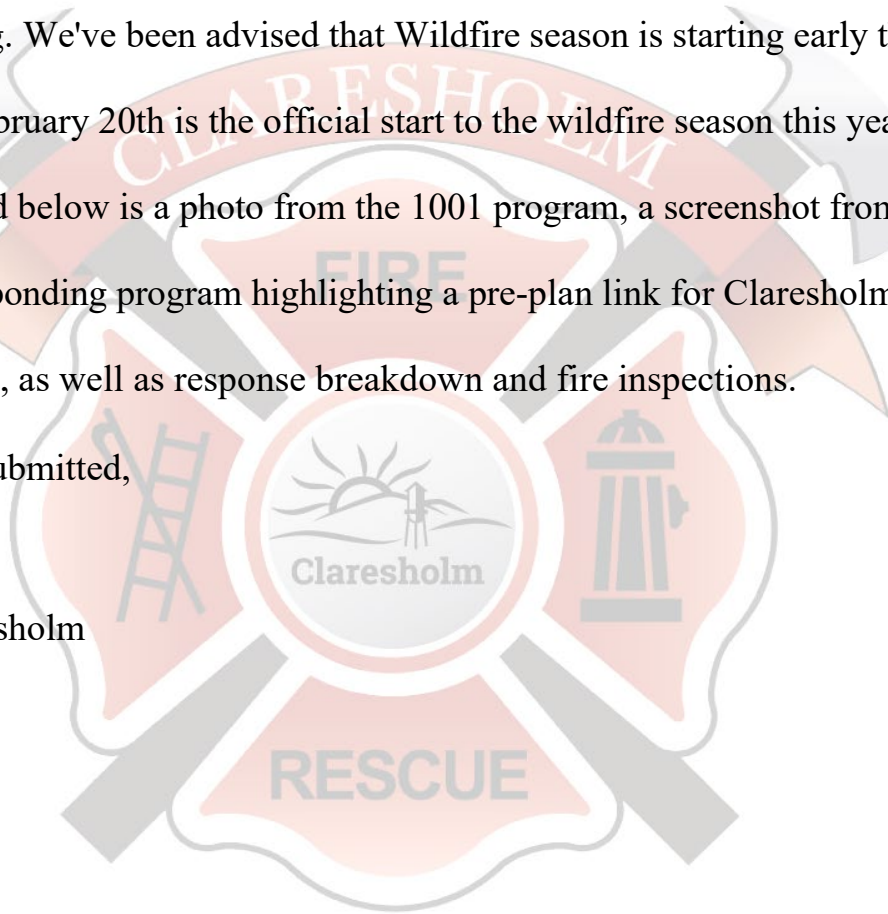 g. We've been advised that Wildfire season is starting early t
CLARESHOLM
bruary 20th is the official start to the wildfire season this yea
d below is a photo from the 1001 program, a screenshot from
FIRE
ponding program highlighting a pre-plan link for Claresholm
, as well as response breakdown and fire inspections.
ubmitted,
Claresholm
sholm
RESCUE